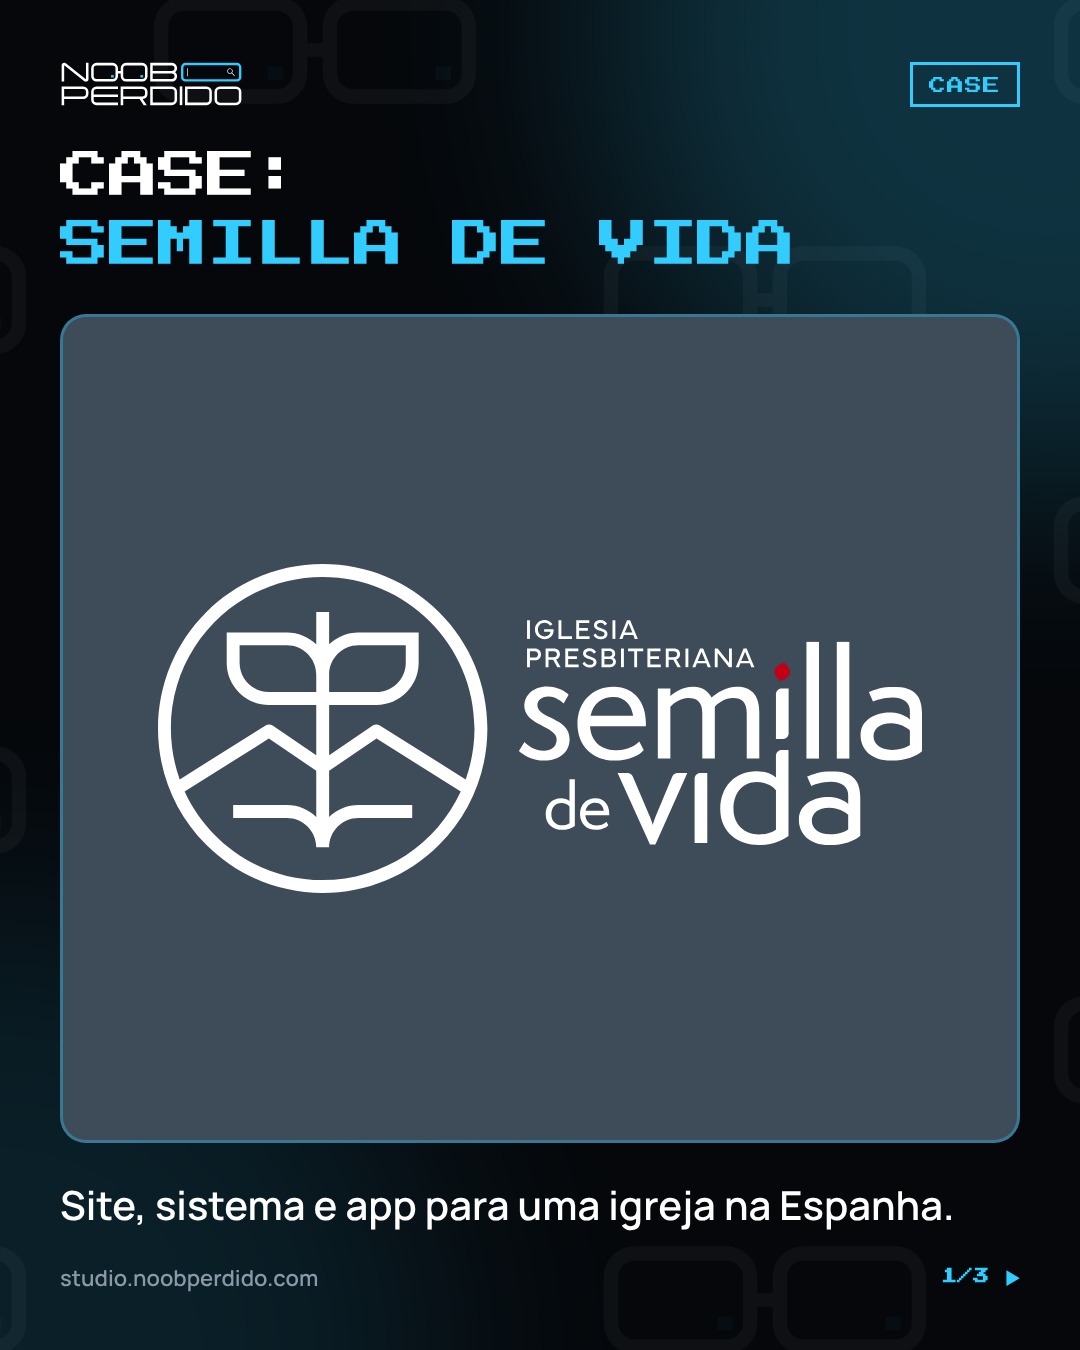 NOOB
PERDIDO
CASE
CASE:
SEMILLA DE VIDA
IGLESIA
PRESBITERIANA
semilla
de vida
Site, sistema e app para uma igreja na Espanha.
studio.noobperdido.com
1/3